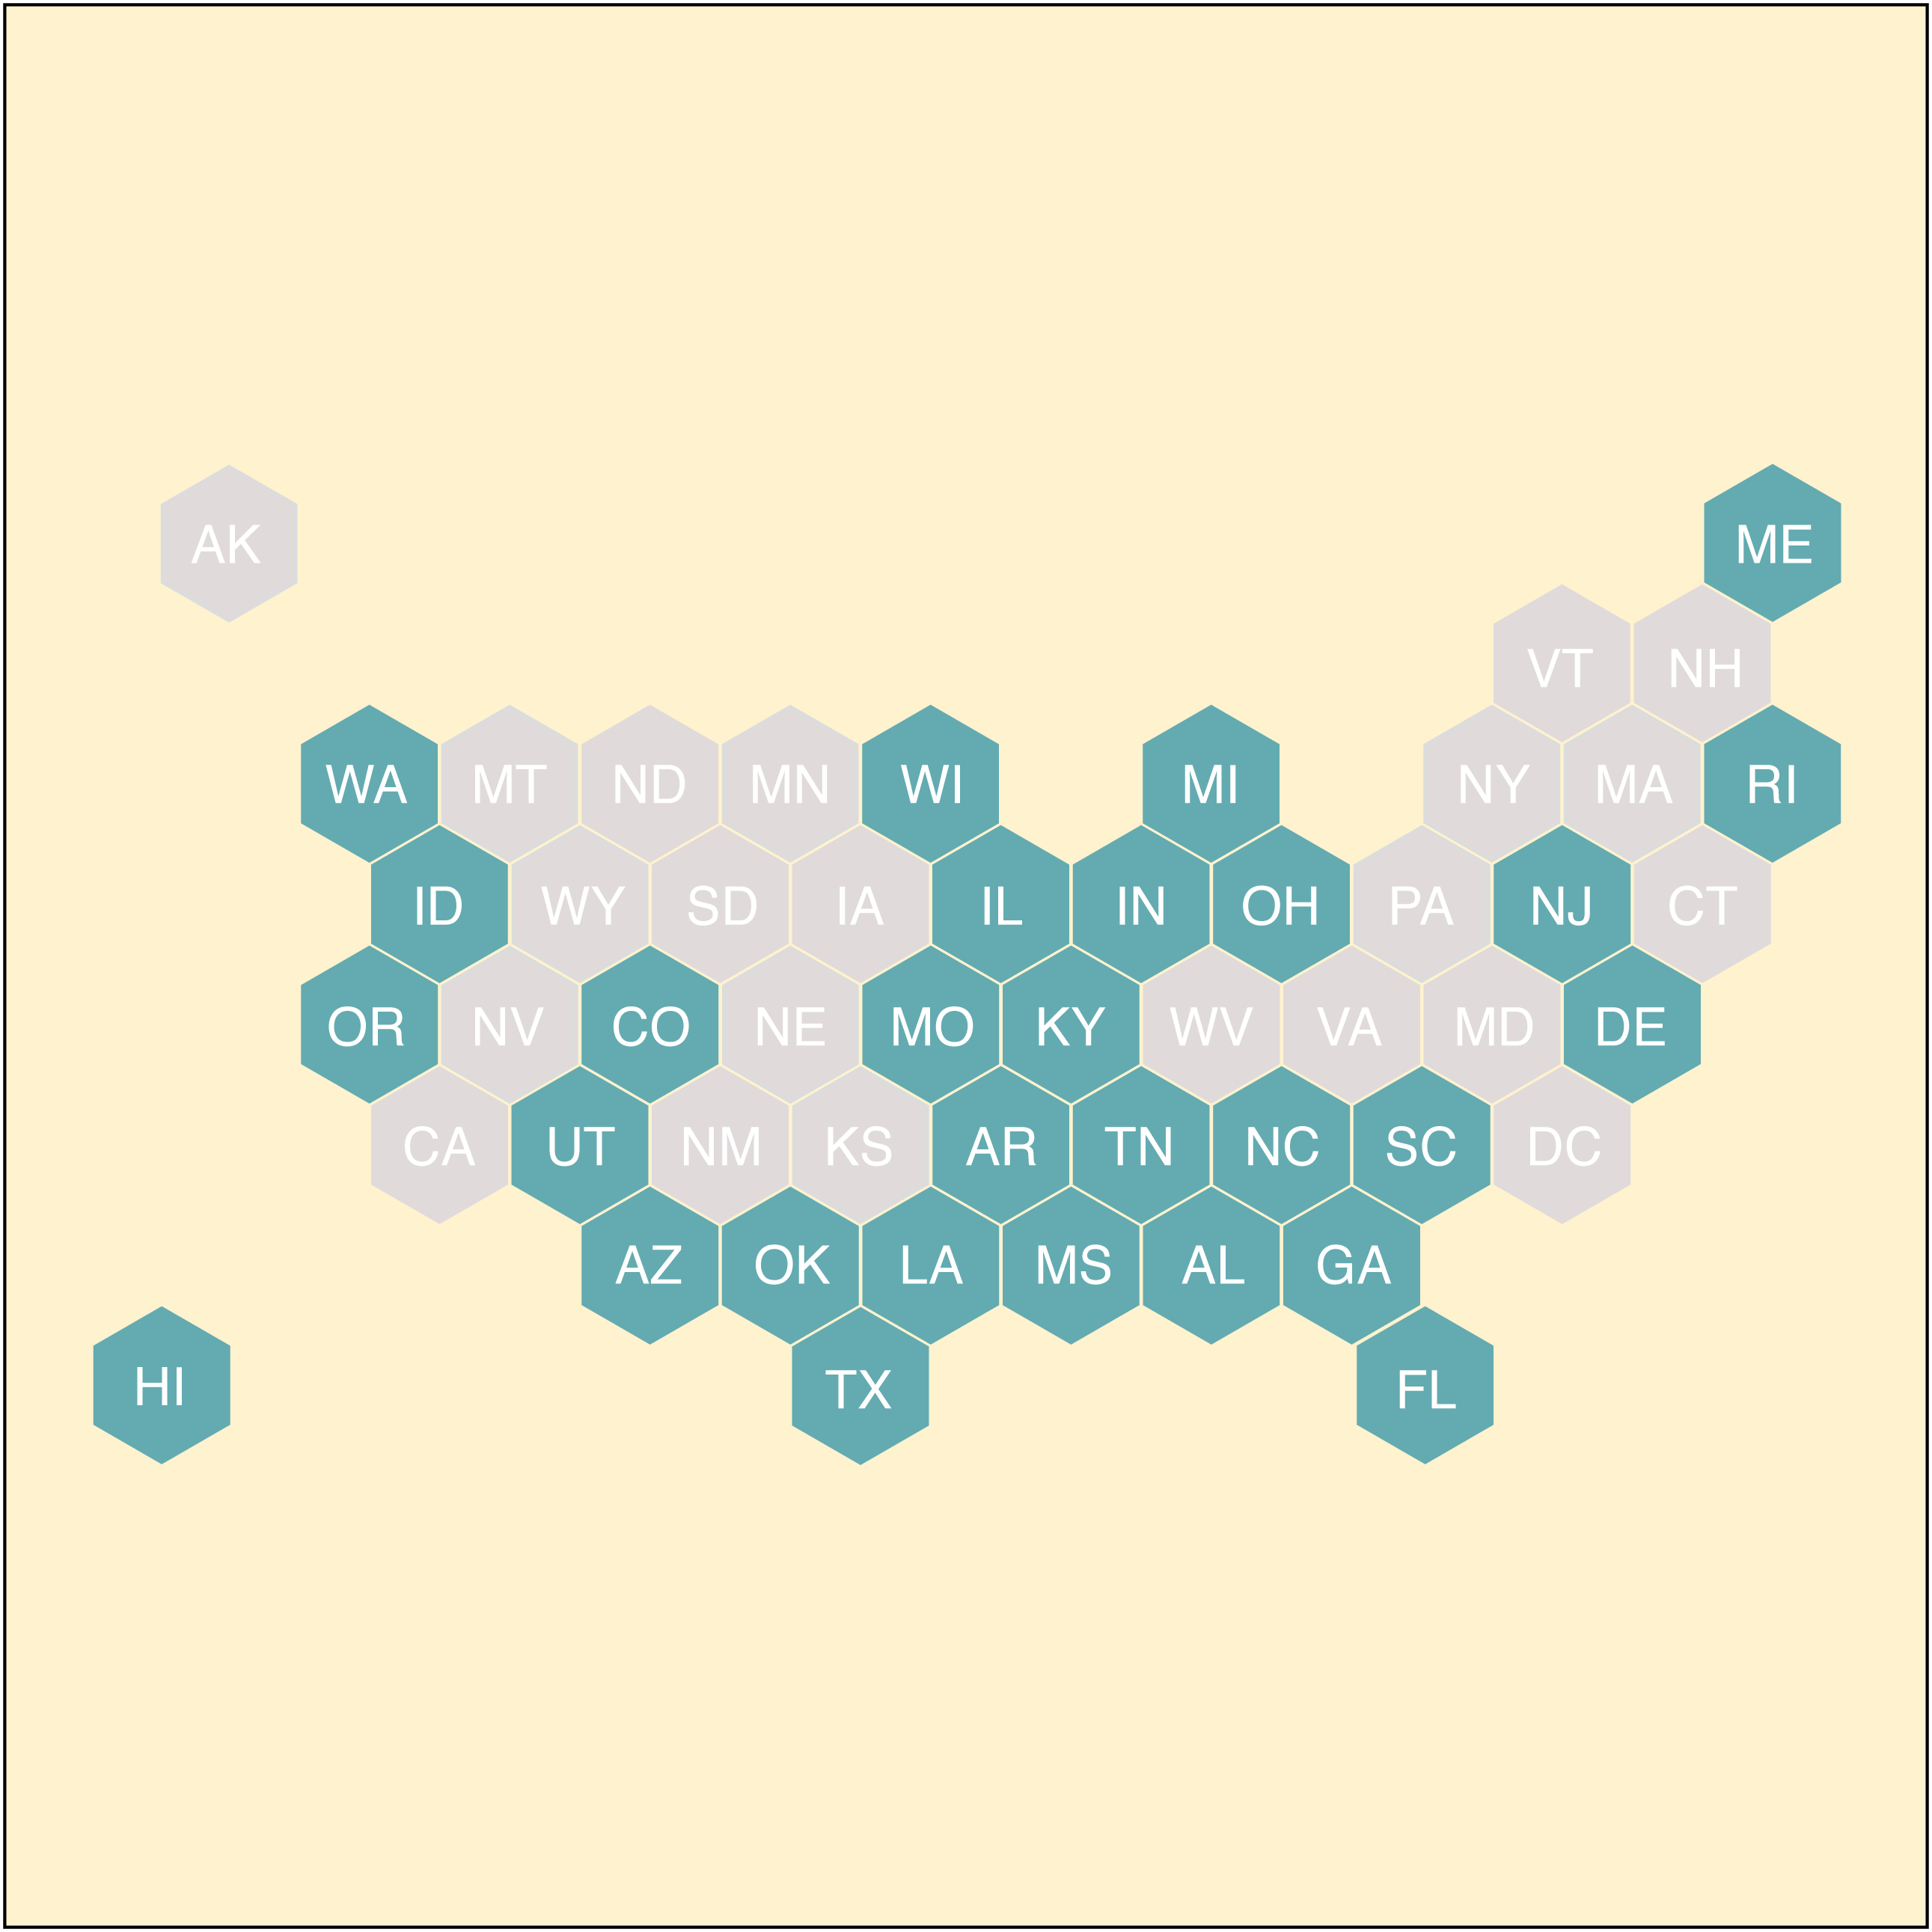 AK ME
VT NH
WA MT ND MN WI MI NY MA RI
ID WY SD IA IL IN OH PA NJ CT
OR NV CO NE MO KY WV VA MD DE
CA UT NM KS AR TN NC SC DC
AZ OK LA MS AL GA
HI TX FL